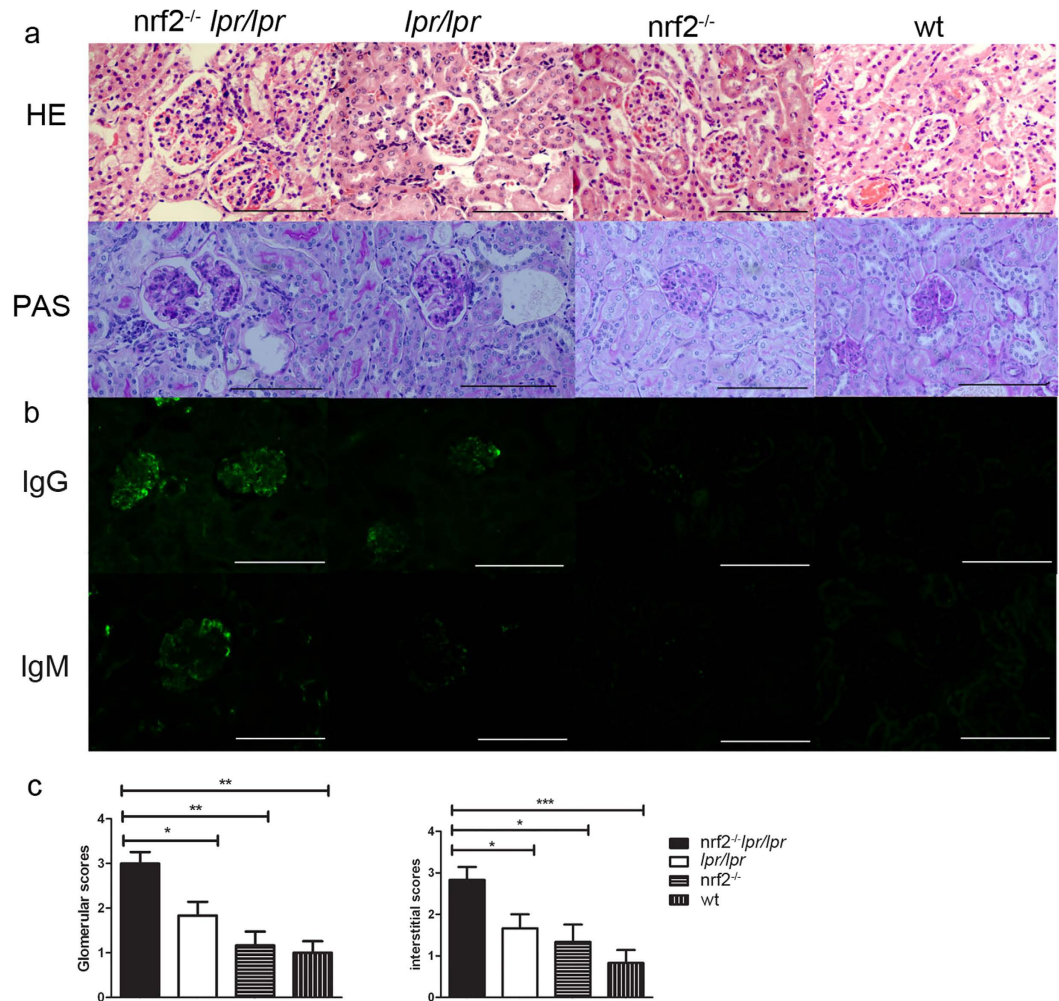 a
nrf2-/- lpr/lpr lpr/lpr nrf2-/- wt
HE
PAS
b
IgG
IgM
c
Glomerular scores
4
3
2
1
0
**
**
*
interstitial scores
4
3
2
1
0
***
*
*
nrf2-/-lpr/lpr
lpr/lpr
nrf2-/-
wt